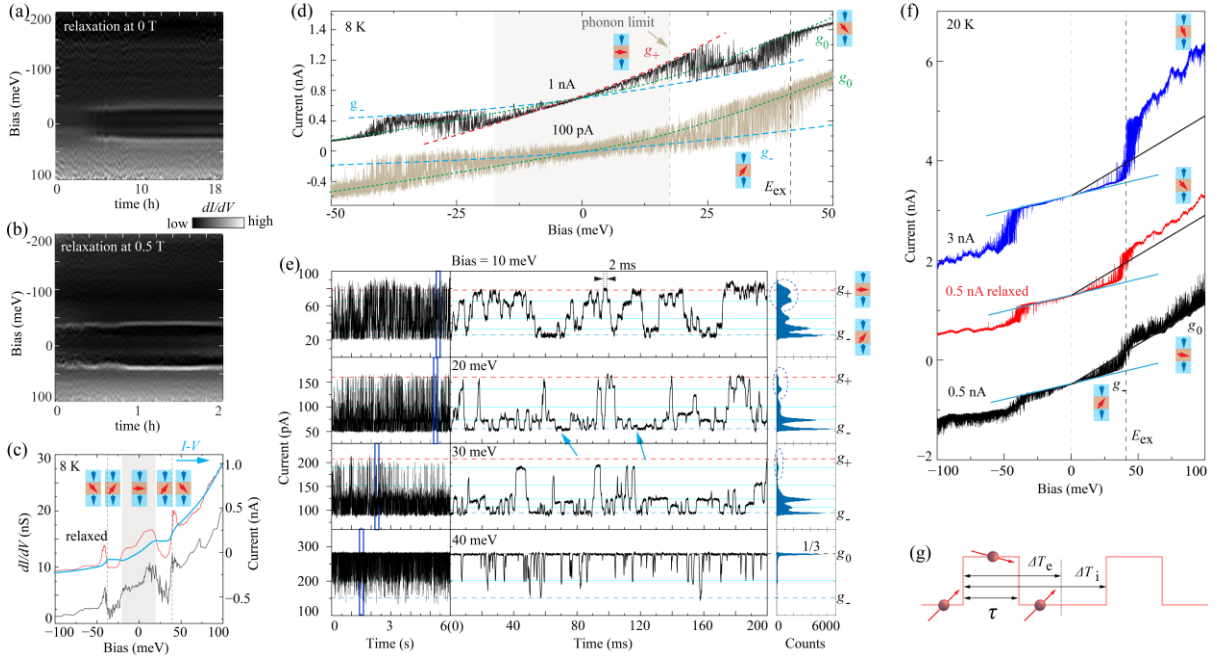 (a)
relaxation at 0 T
-200
-100
0
100
Bias (meV)
0
10
18
time (h)
dI/dV
low
high
(b)
relaxation at 0.5 T
-200
-100
0
100
Bias (meV)
0
1
2
time (h)
(c)
8 K
I-V
relaxed
30
25
20
15
10
5
0
dI/dV (nS)
1.0
0.5
0
-0.5
Current (nA)
-100
-50
0
50
100
Bias (meV)
(d)
8 K
phonon limit
g+
g0
g0
g-
g-
1 nA
100 pA
Eex
1.4
1.2
0.8
0.4
0
-0.4
Current (nA)
-50
-25
0
25
50
Bias (meV)
(e)
Bias = 10 meV
2 ms
100
80
60
40
20
0
g+
g-
20 meV
150
100
50
g+
g-
30 meV
200
150
100
g+
g-
40 meV
300
250
200
150
100
1/3
g0
g-
Current (pA)
0
3
6(0)
40
80
120
160
200
0
6000
Time (s)
Time (ms)
Counts
(f)
20 K
6
4
2
0
-2
Current (nA)
3 nA
0.5 nA relaxed
0.5 nA
g0
g-
Eex
-100
-50
0
50
100
Bias (meV)
(g)
ΔTe
ΔTi
τ